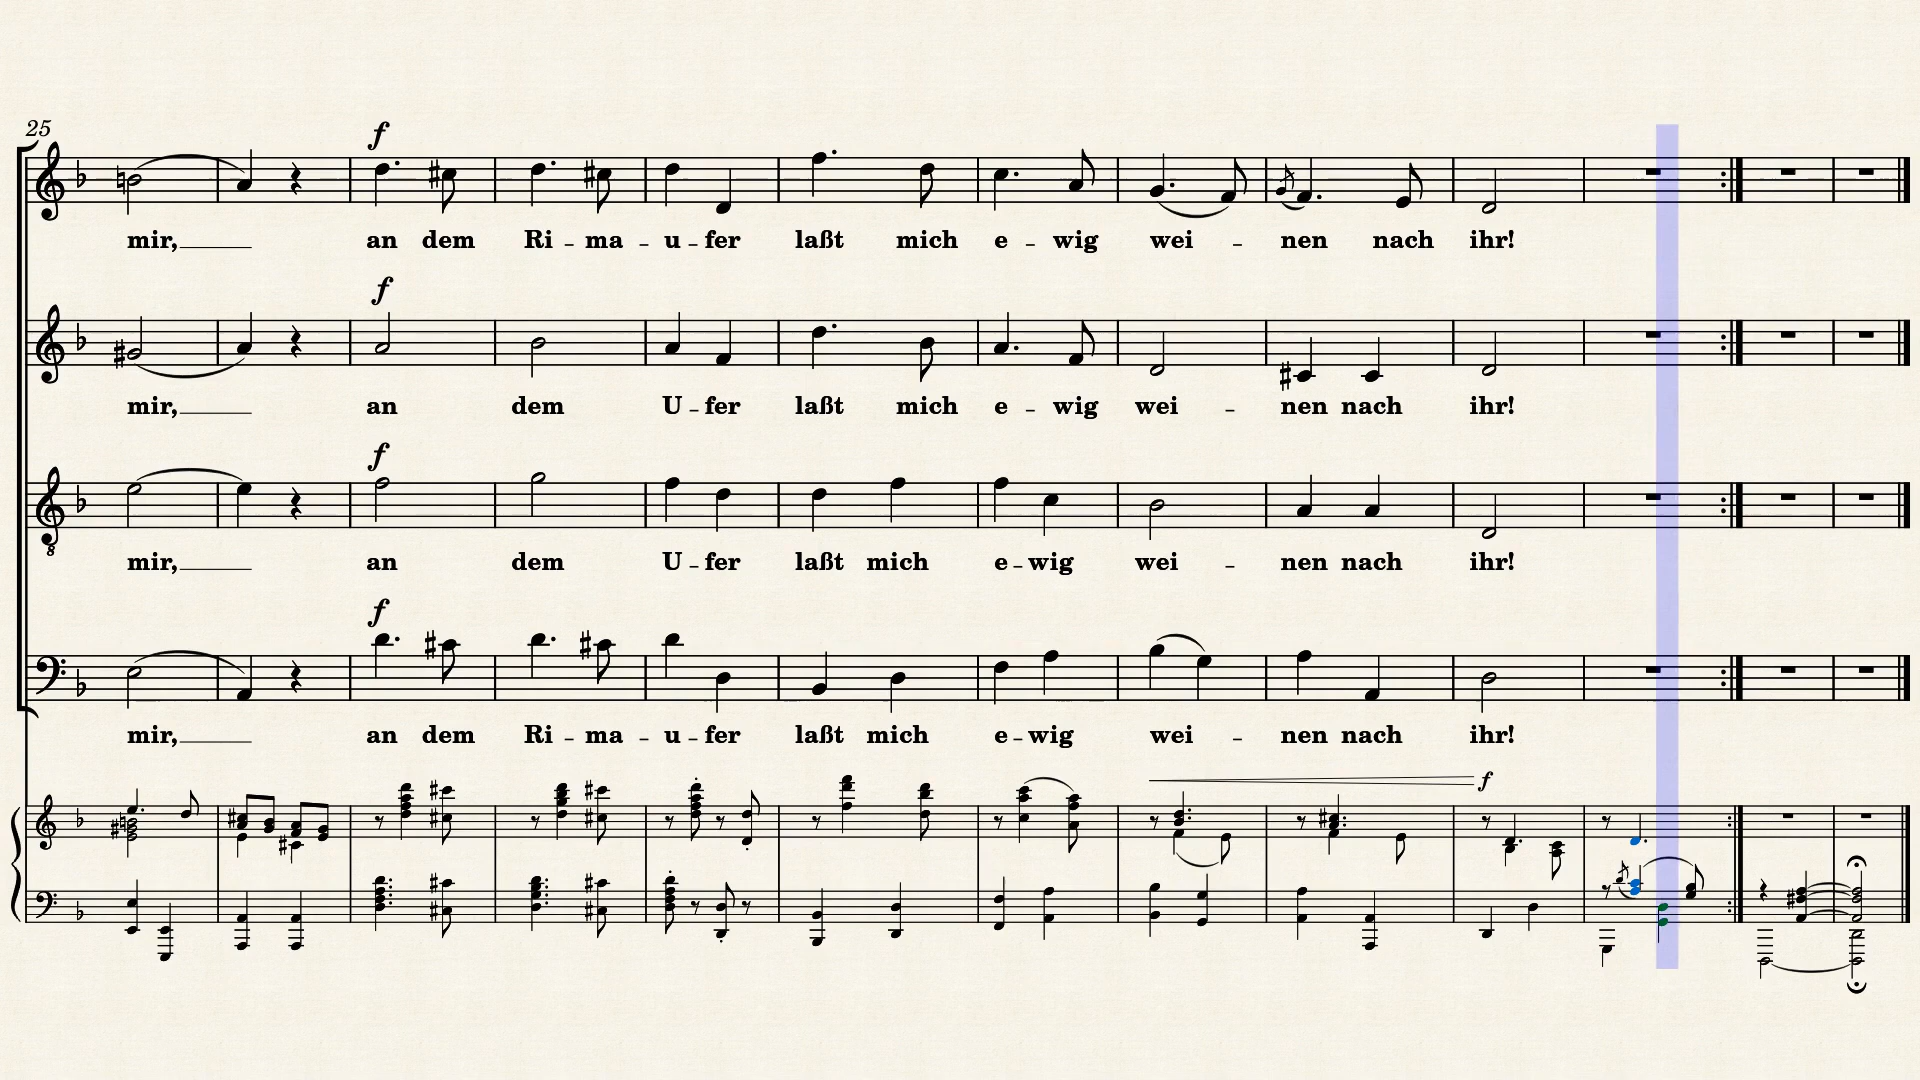 25
f
mir, an dem Ri - ma - u - fer laßt mich e - wig wei - nen nach ihr!
f
mir, an dem U - fer laßt mich e - wig wei - nen nach ihr!
f
8
mir, an dem U - fer laßt mich e - wig wei - nen nach ihr!
f
mir, an dem Ri - ma - u - fer laßt mich e - wig wei - nen nach ihr!
f